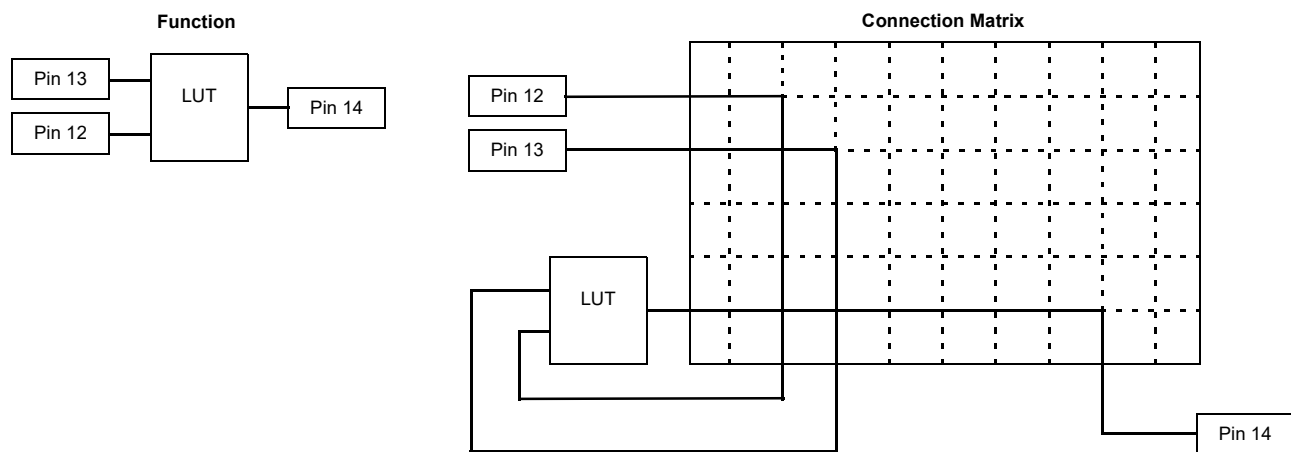 Function
Pin 13
LUT
Pin 12
Pin 14
Connection Matrix
Pin 12
Pin 13
LUT
Pin 14